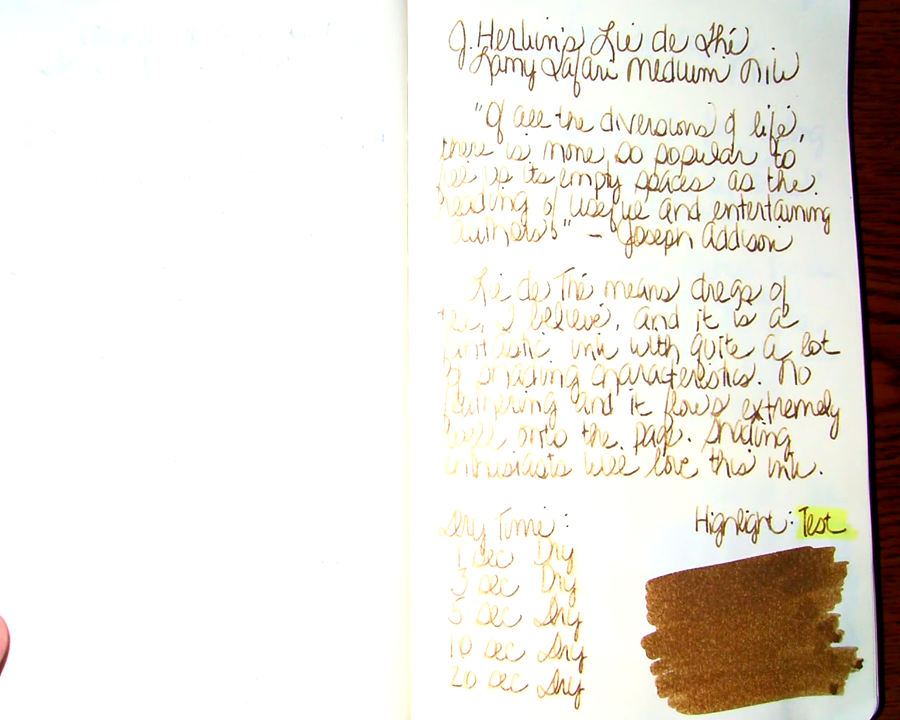 J. Herbin's Lie de Thé
Lamy Safari Medium Nib
"Of all the diversions of life,
there is none so popular to
fill up its empty spaces as the
reading of useful and entertaining
authors." - Joseph Addison
Lie de Thé means dregs of
tea, I believe, and it is a
fantastic ink with quite a lot
of shading characteristics. No
feathering and it flows extremely
well onto the page. Shading
enthusiasts will love this ink.
Dry Time:
Highlight: Test
1 sec Dry
3 sec Dry
5 sec Dry
10 sec Dry
20 sec Dry